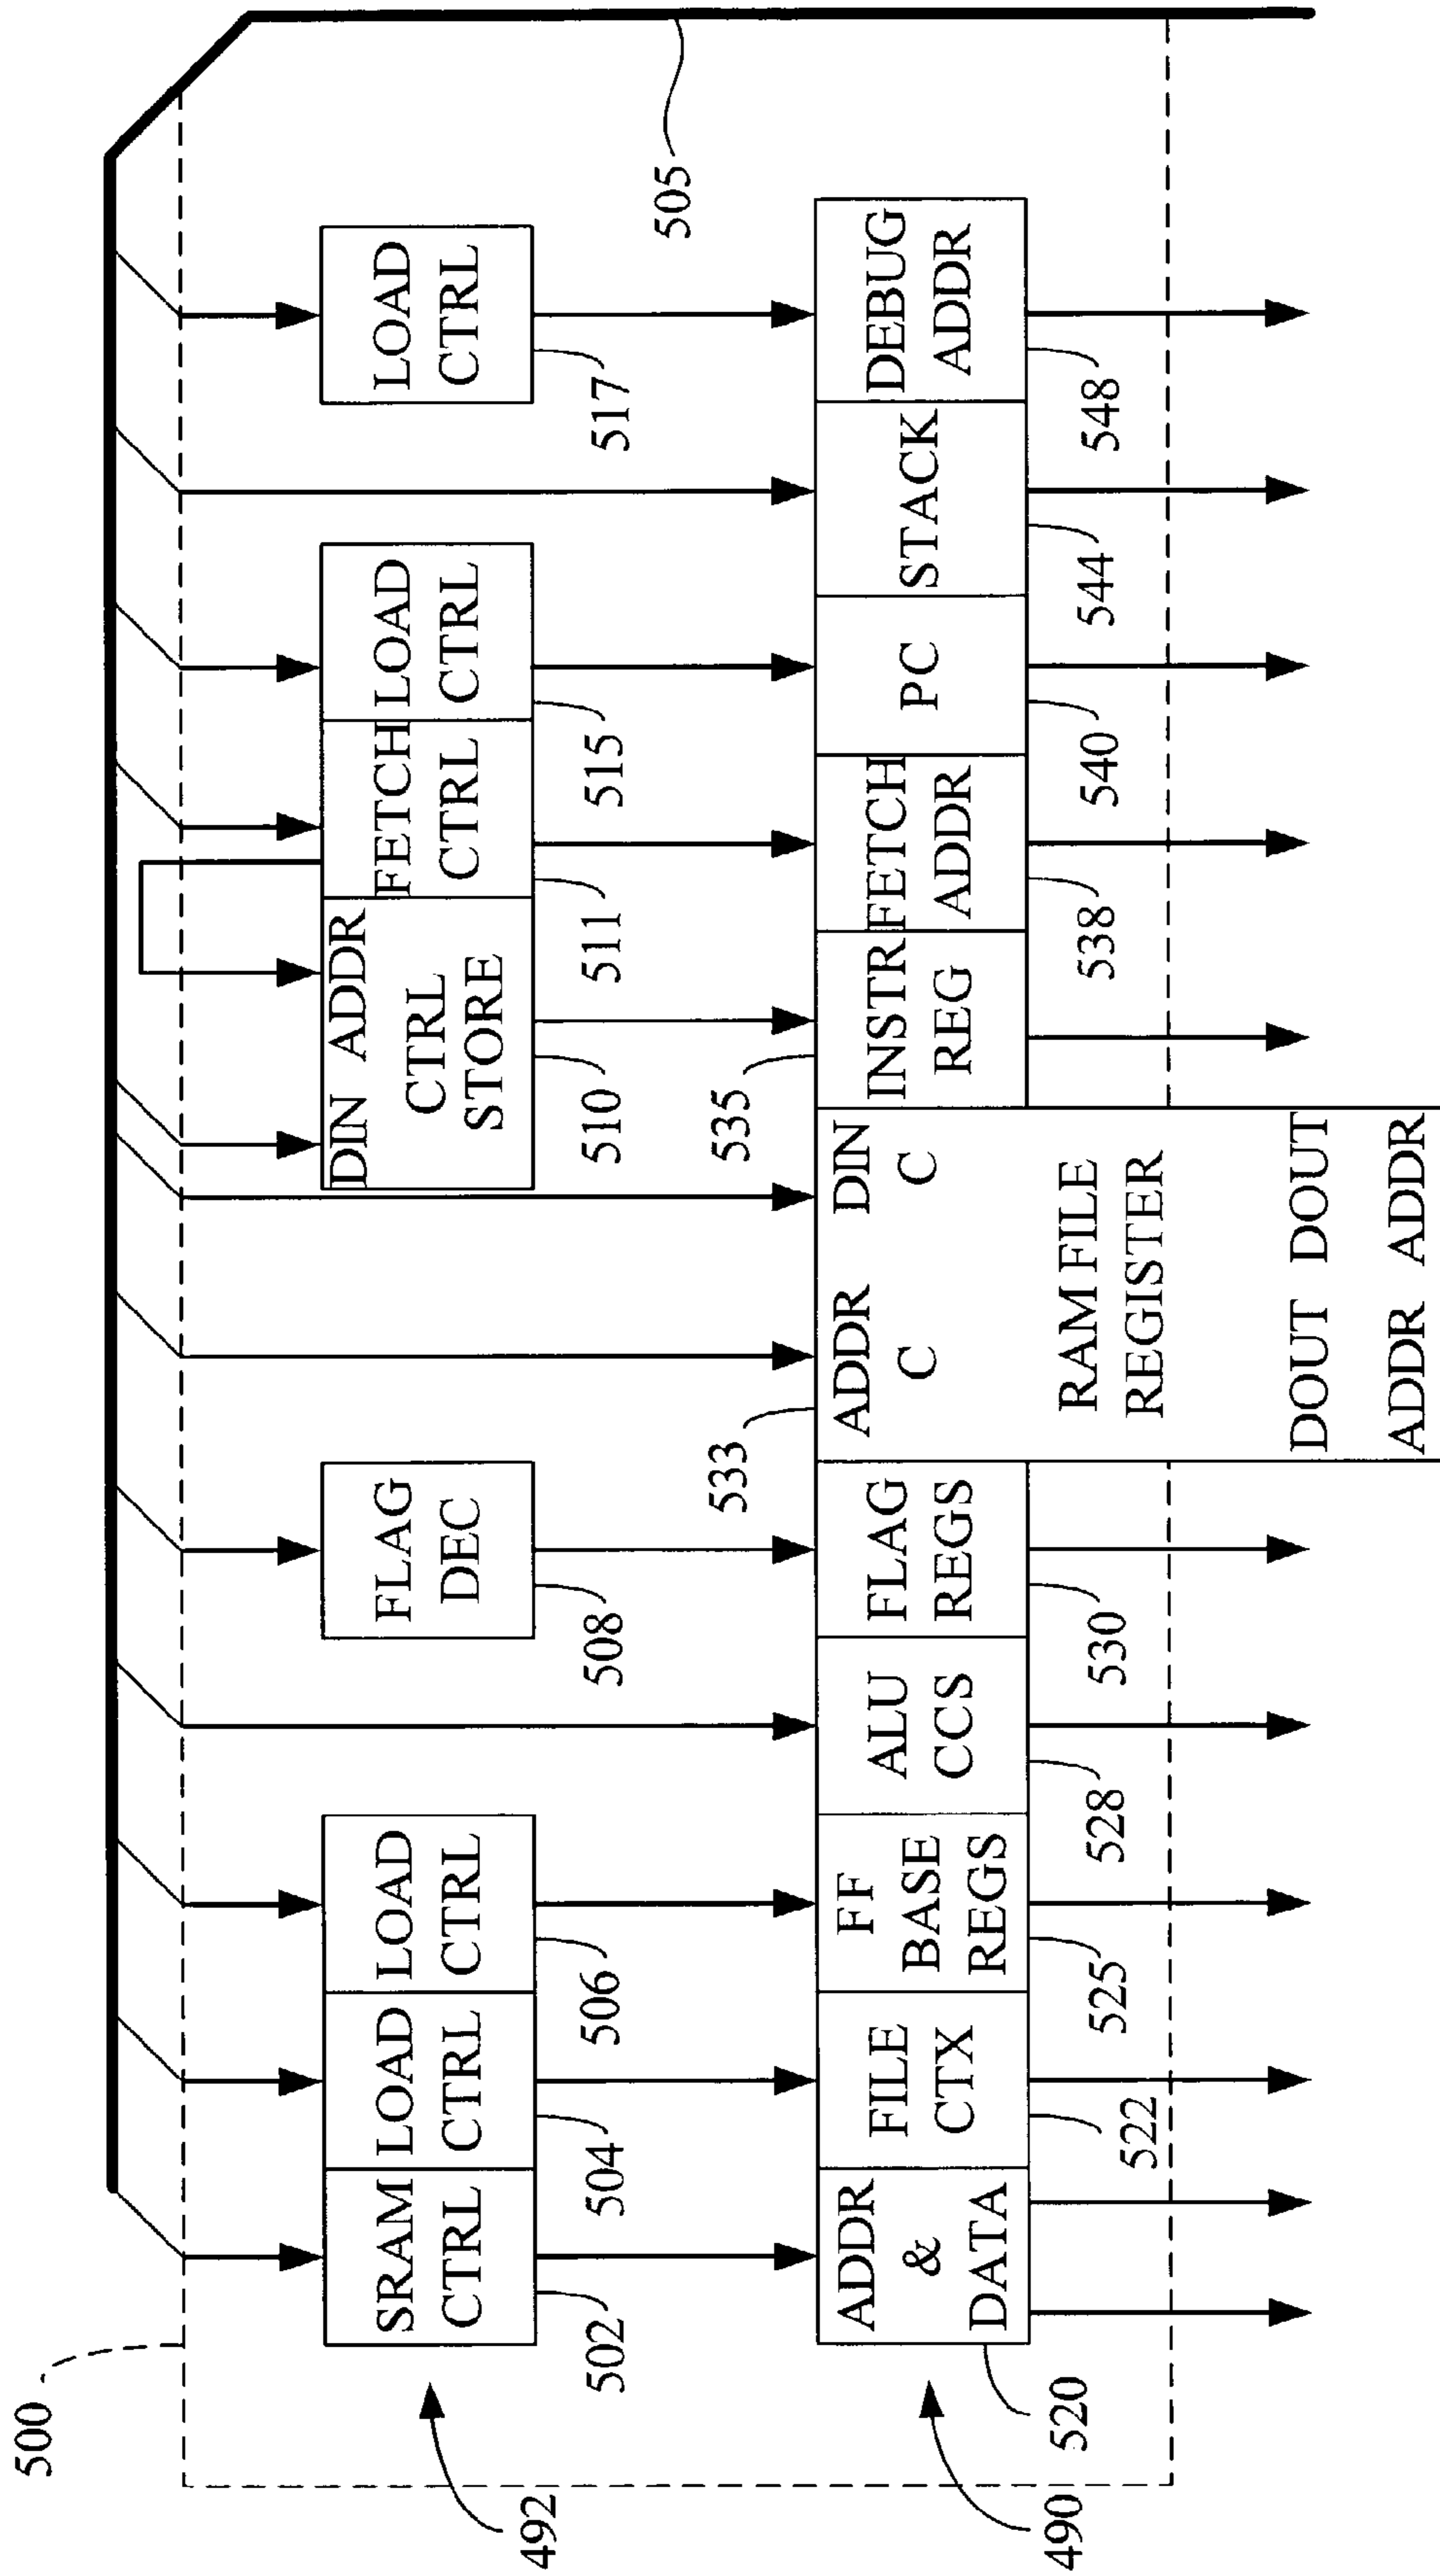 500
492
SRAM
CTRL
502
LOAD
CTRL
504
LOAD
CTRL
506
FLAG
DEC
508
DIN ADDR
CTRL
STORE
510
FETCH
CTRL
511
LOAD
CTRL
515
LOAD
CTRL
517
505
490
ADDR
&
DATA
520
FILE
CTX
522
FF
BASE
REGS
525
ALU
CCS
528
FLAG
REGS
530
533
ADDR DIN
C C
RAM FILE
REGISTER
DOUT DOUT
ADDR ADDR
535
INSTR
REG
FETCH
ADDR
538
PC
540
STACK
544
DEBUG
ADDR
548